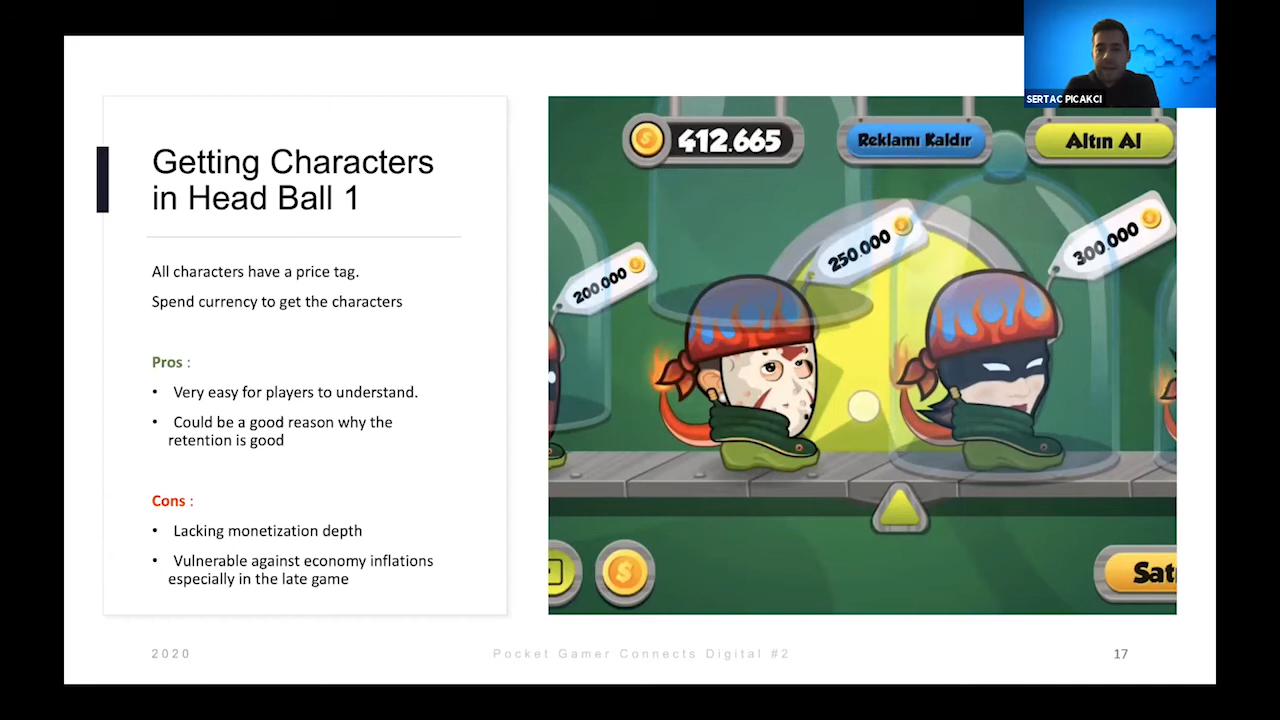 SERTAC PICAKCI
Getting Characters
in Head Ball 1
All characters have a price tag.
Spend currency to get the characters
Pros :
• Very easy for players to understand.
• Could be a good reason why the
retention is good
Cons :
• Lacking monetization depth
• Vulnerable against economy inflations
especially in the late game
412.665
Reklamı Kaldır
Altın Al
200.000
250.000
300.000
2020
Pocket Gamer Connects Digital #2
17